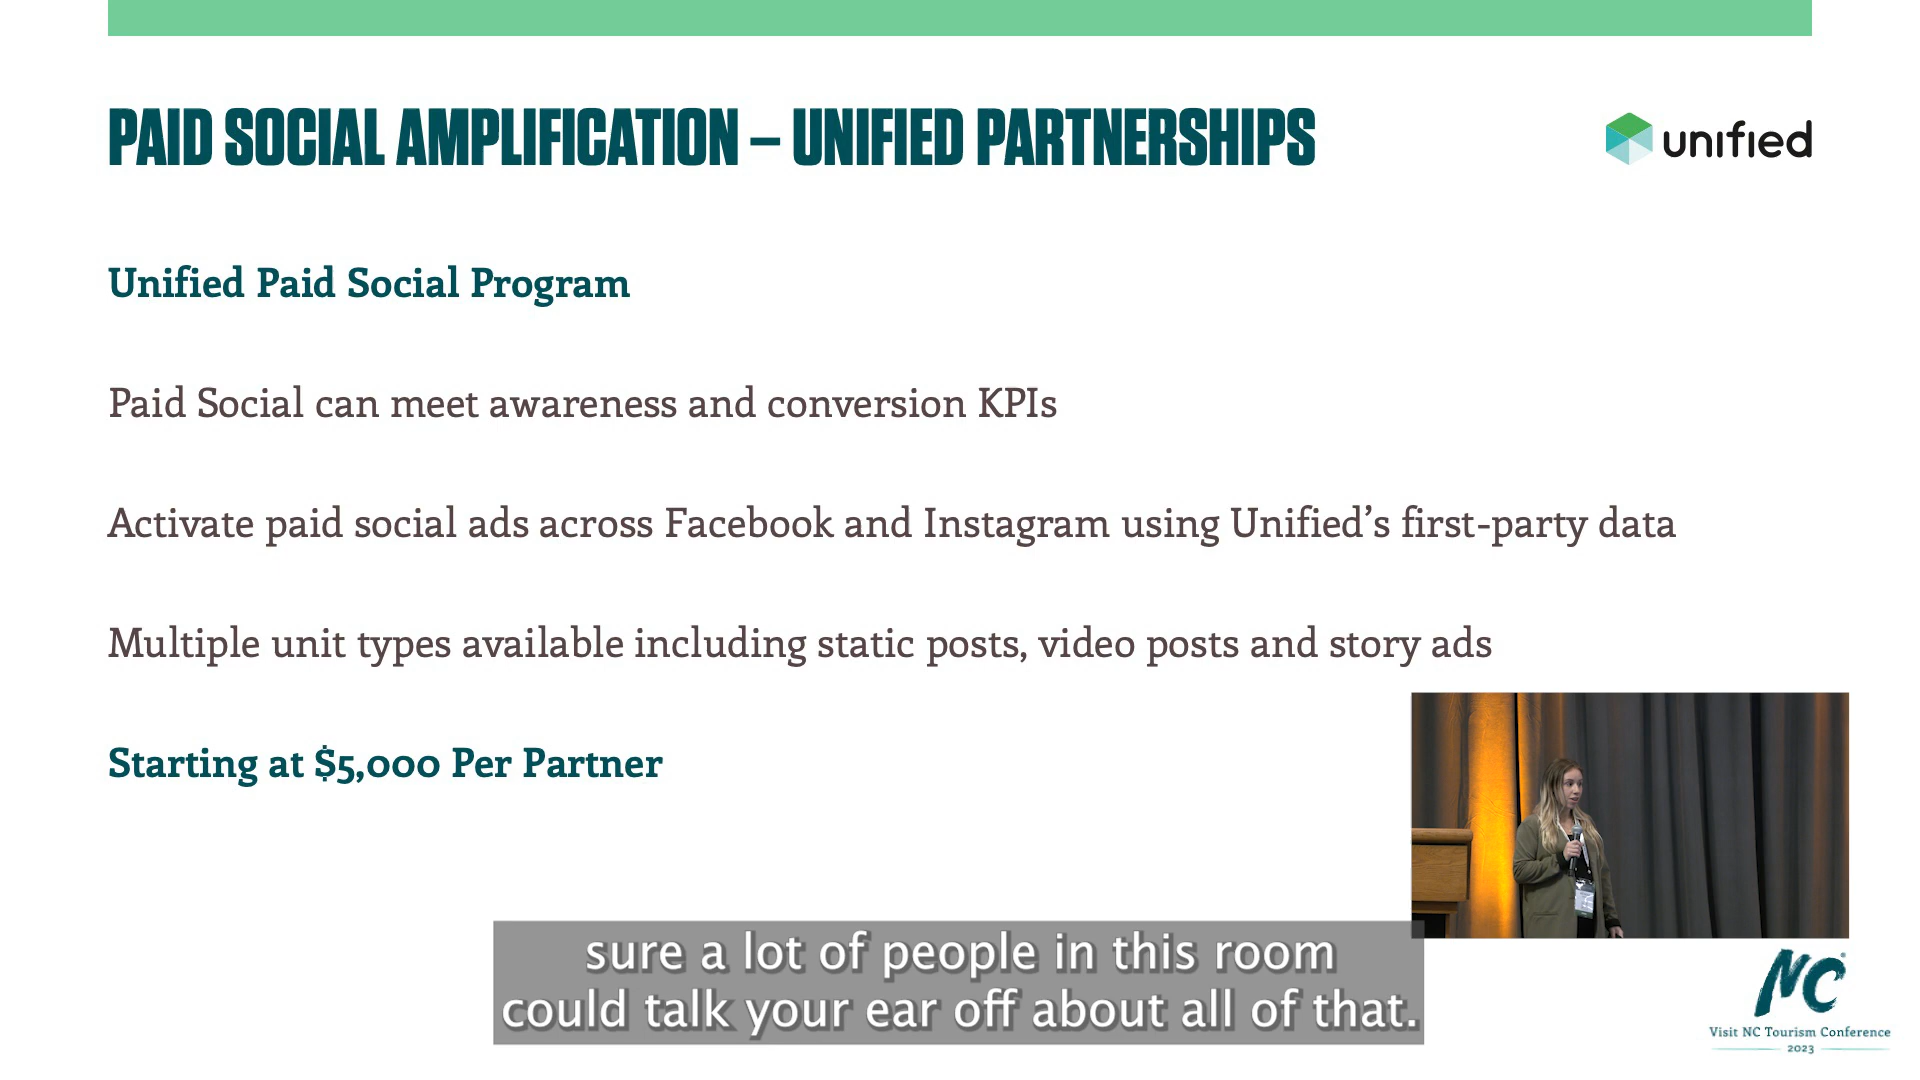 PAID SOCIAL AMPLIFICATION – UNIFIED PARTNERSHIPS
unified
Unified Paid Social Program
Paid Social can meet awareness and conversion KPIs
Activate paid social ads across Facebook and Instagram using Unified’s first-party data
Multiple unit types available including static posts, video posts and story ads
Starting at $5,000 Per Partner
sure a lot of people in this room
could talk your ear off about all of that.
NC
Visit NC Tourism Conference
2023